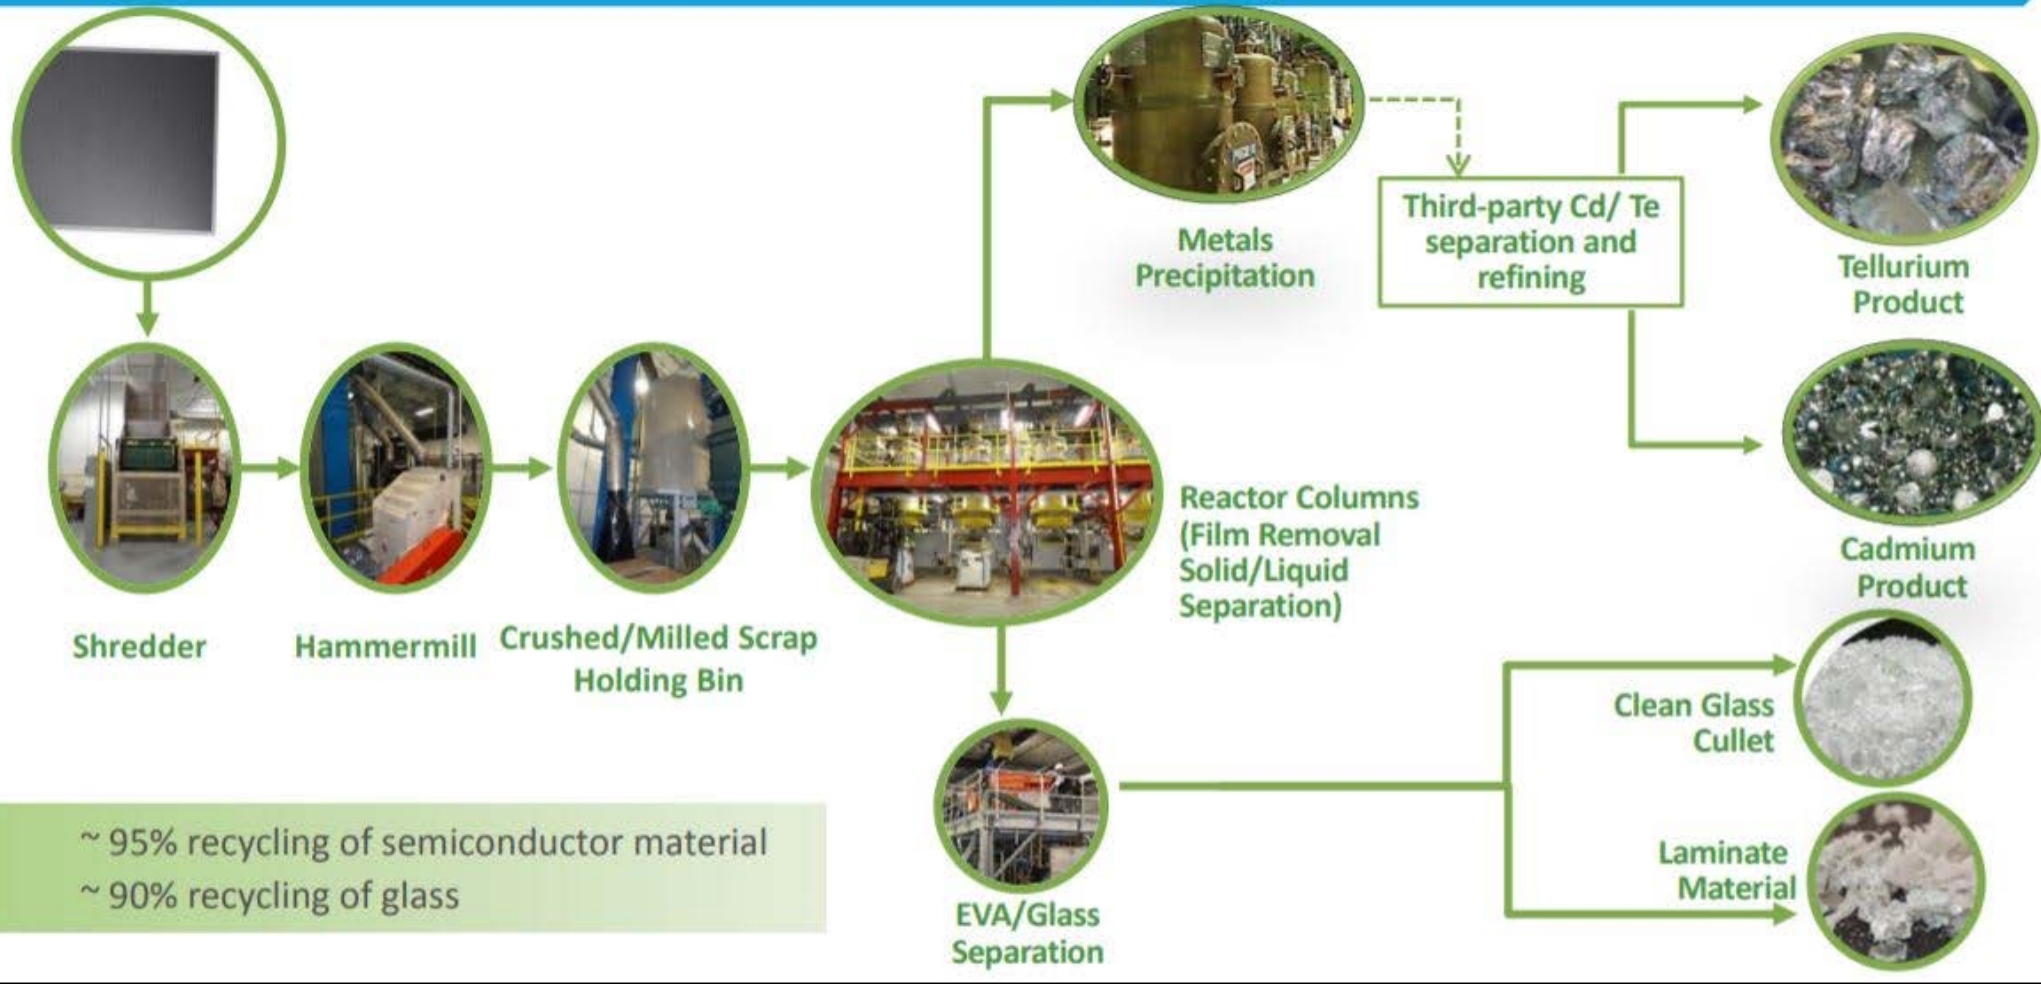 Metals
Precipitation
Third-party Cd/ Te
separation and
refining
Tellurium
Product
Cadmium
Product
Reactor Columns
(Film Removal
Solid/Liquid
Separation)
Shredder
Hammermill
Crushed/Milled Scrap
Holding Bin
Clean Glass
Cullet
Laminate
Material
EVA/Glass
Separation
~ 95% recycling of semiconductor material
~ 90% recycling of glass